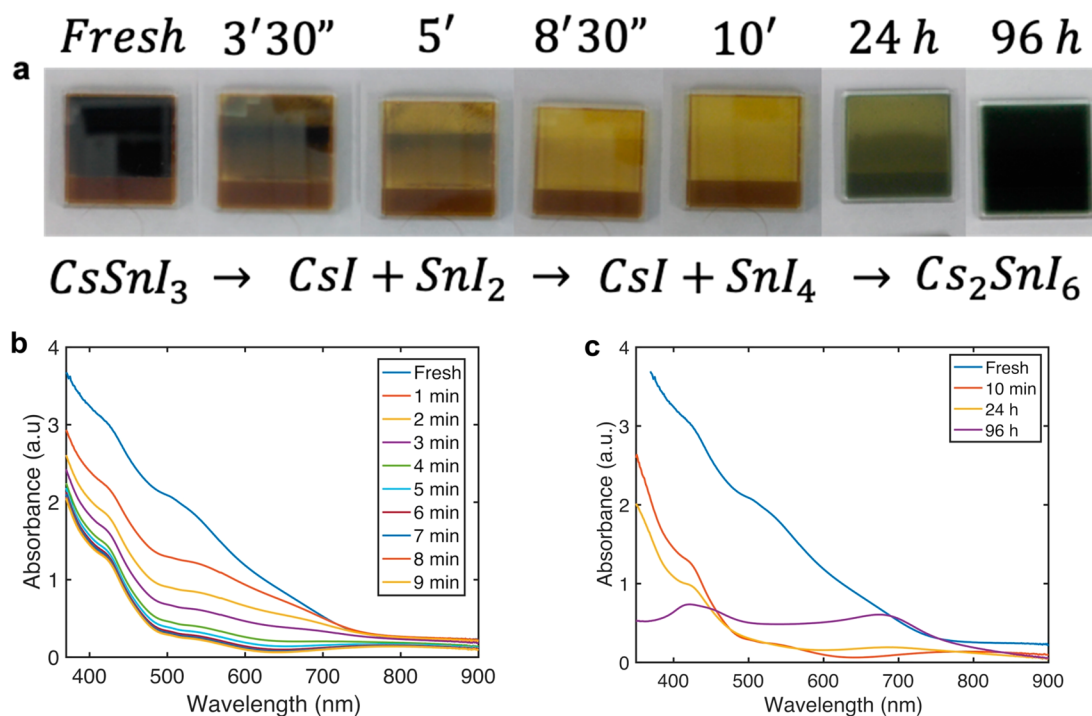 Fresh 3′30″ 5′ 8′30″ 10′ 24 h 96 h
a
CsSnI₃ → CsI + SnI₂ → CsI + SnI₄ → Cs₂SnI₆
b
4
3
2
1
0
Absorbance (a.u)
400 500 600 700 800 900
Wavelength (nm)
Fresh
1 min
2 min
3 min
4 min
5 min
6 min
7 min
8 min
9 min
c
4
3
2
1
0
Absorbance (a.u.)
400 500 600 700 800 900
Wavelength (nm)
Fresh
10 min
24 h
96 h